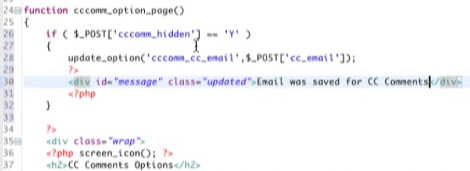 24 function cccomm_option_page()
25 {
26 if ( $_POST['cccomm_hidden'] == 'Y' )
27 {
28 update_option('cccomm_cc_email',$_POST['cc_email']);
29 ?>
30 <div id="message" class="updated">Email was saved for CC Comments</div>
31 <?php
32 }
33
34 ?>
35 <div class="wrap">
36 <?php screen_icon(); ?>
37 <h2>CC Comments Options</h2>